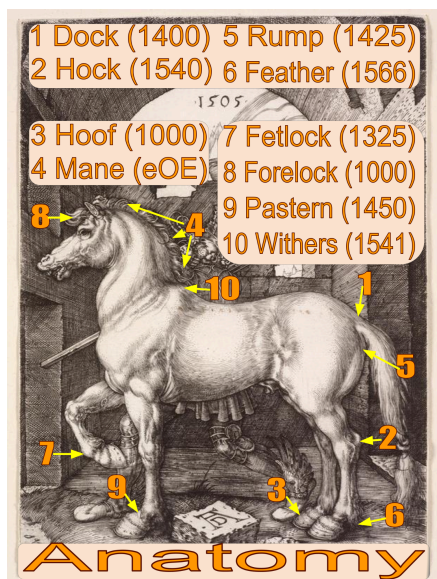 1 Dock (1400) 5 Rump (1425)
2 Hock (1540) 6 Feather (1566)
1505
3 Hoof (1000) 7 Fetlock (1325)
4 Mane (eOE) 8 Forelock (1000)
9 Pastern (1450)
10 Withers (1541)
8
4
10
1
5
2
7
9
3
6
AD
Anatomy